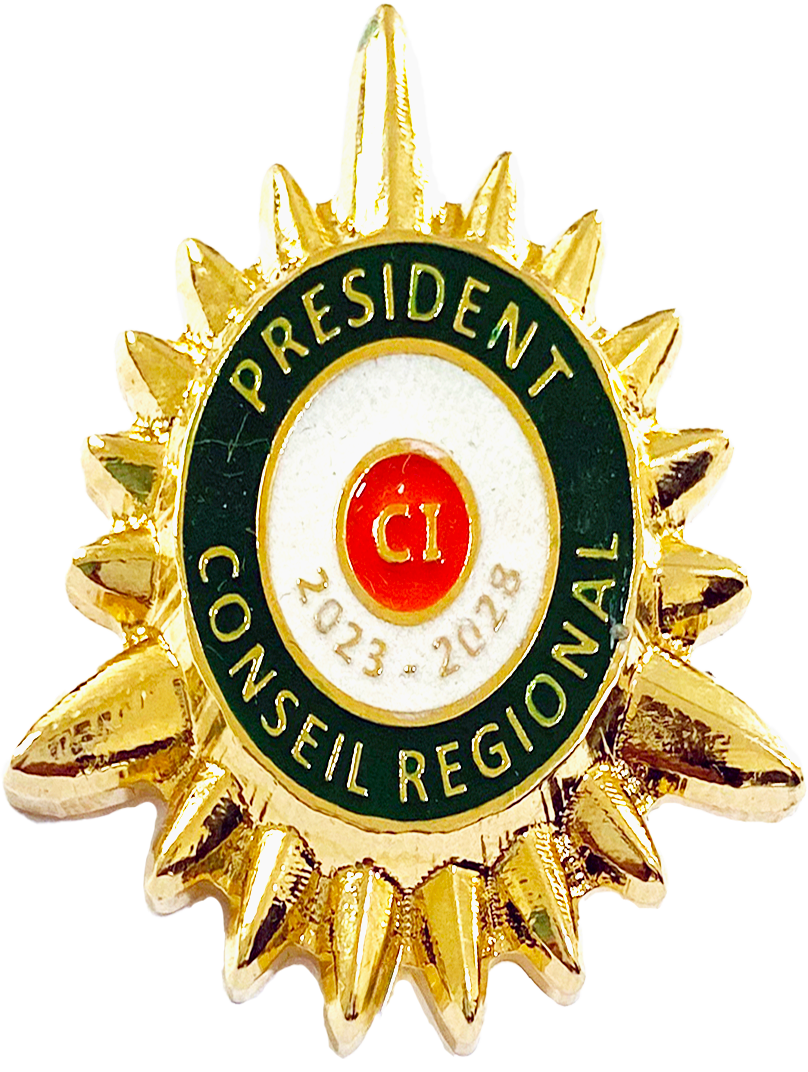 PRESIDENT
CI
2023 - 2028
CONSEIL REGIONAL